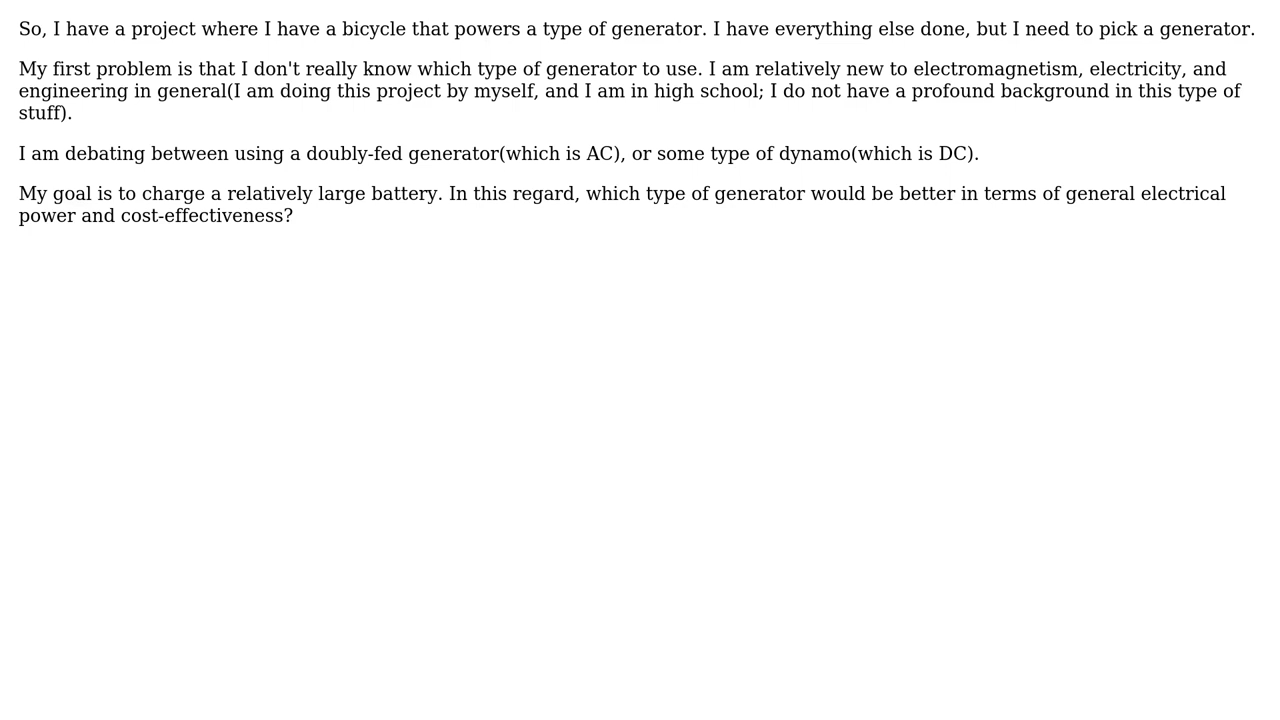 So, I have a project where I have a bicycle that powers a type of generator. I have everything else done, but I need to pick a generator.
My first problem is that I don't really know which type of generator to use. I am relatively new to electromagnetism, electricity, and
engineering in general(I am doing this project by myself, and I am in high school; I do not have a profound background in this type of
stuff).
I am debating between using a doubly-fed generator(which is AC), or some type of dynamo(which is DC).
My goal is to charge a relatively large battery. In this regard, which type of generator would be better in terms of general electrical
power and cost-effectiveness?